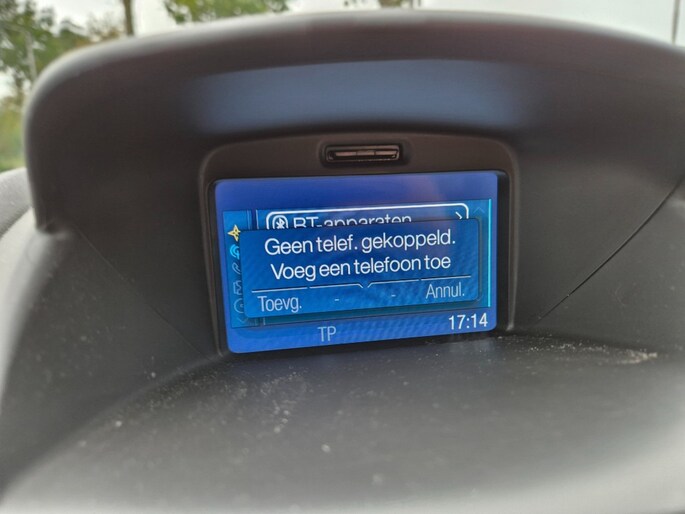 BT-apparaten
Geen telef. gekoppeld.
Voeg een telefoon toe
Toevg. - - Annul.
TP
17:14